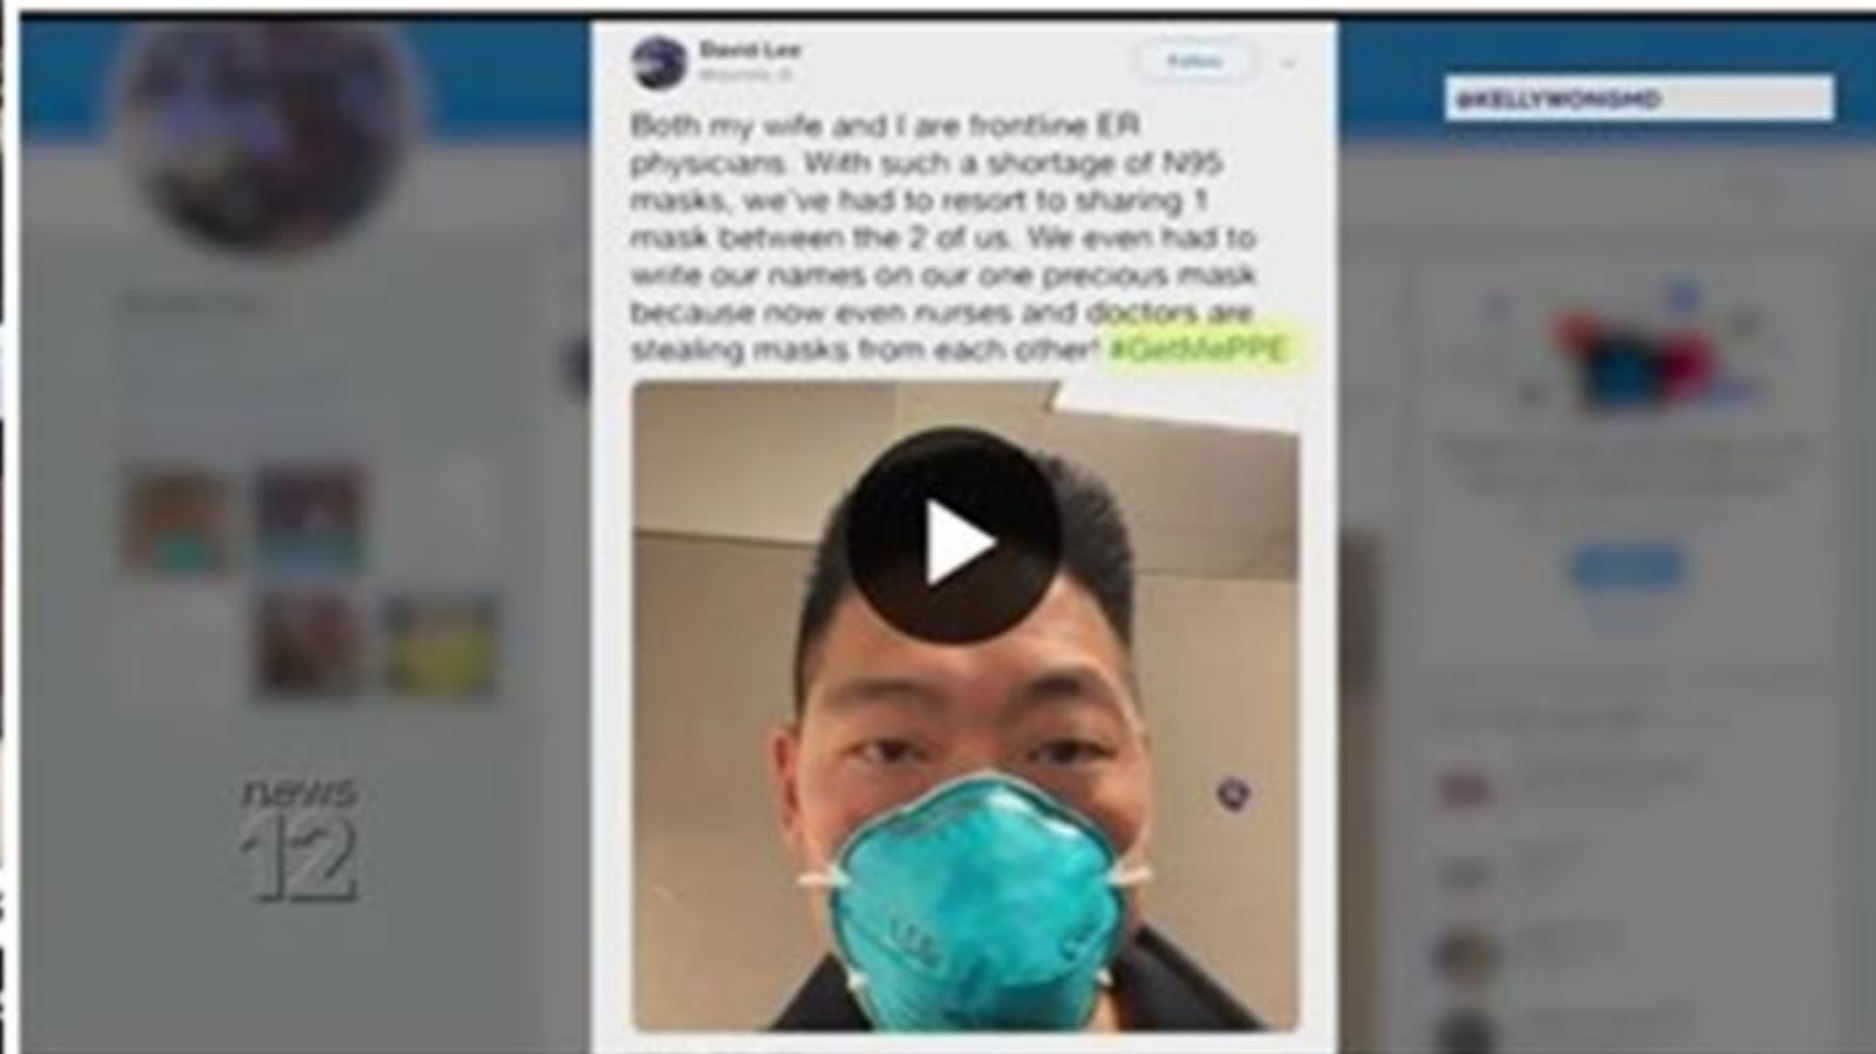 David Lee
Follow
@KELLYWONGMD
Both my wife and I are frontline ER
physicians. With such a shortage of N95
masks, we've had to resort to sharing 1
mask between the 2 of us. We even had to
write our names on our one precious mask
because now even nurses and doctors are
stealing masks from each other! #GetMePPE
LEE
news
12